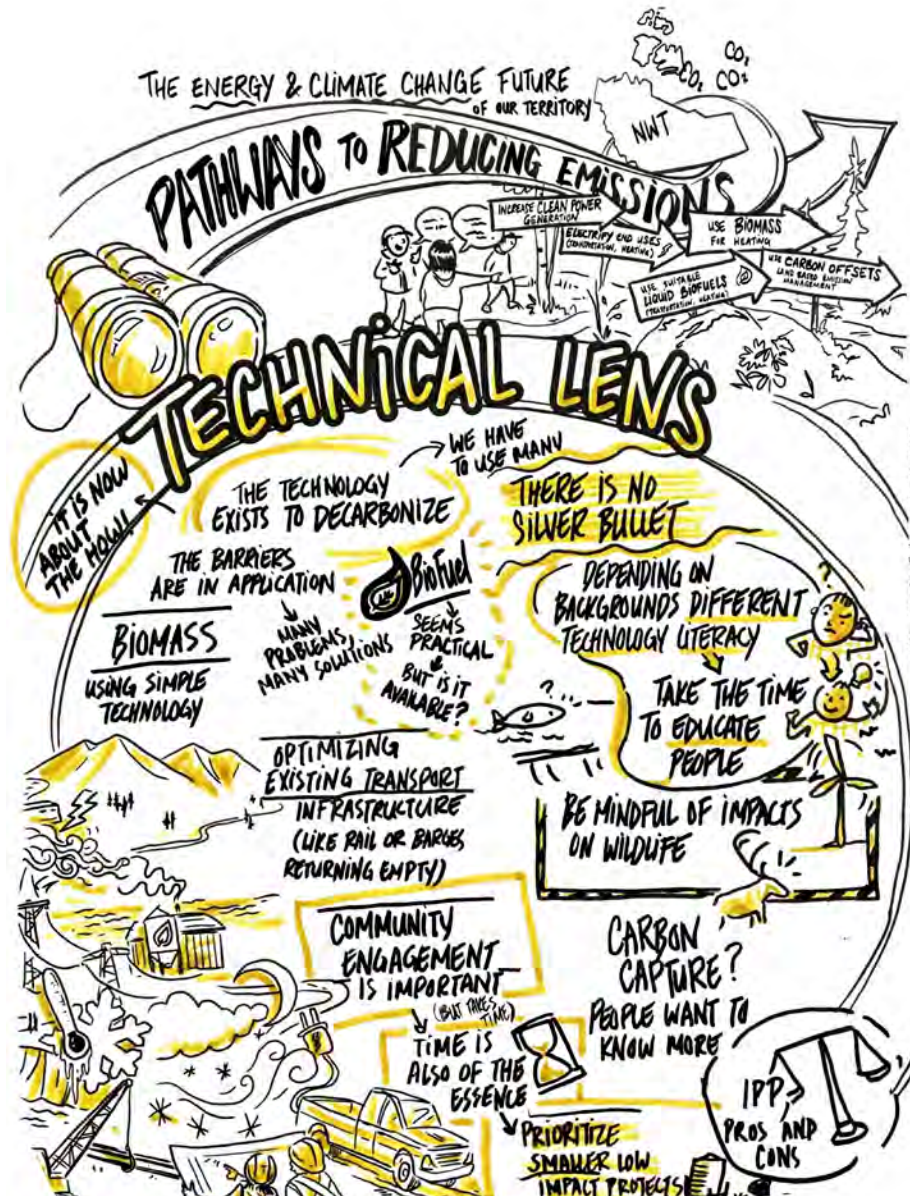 THE ENERGY & CLIMATE CHANGE FUTURE
OF OUR TERRITORY
NWT
CO₂
CO₂
CO₂
PATHWAYS TO REDUCING EMISSIONS
INCREASE CLEAN POWER
GENERATION
ELECTRIFY END USES
(TRANSPORTATION, HEATING)
USE BIOMASS
FOR HEATING
USE SUITABLE
LIQUID BIOFUELS
(TRANSPORTATION, HEATING)
USE CARBON OFFSETS
LAND BASED EMISSION
MANAGEMENT
TECHNICAL LENS
IT IS NOW
ABOUT
THE HOW!!
THE TECHNOLOGY
EXISTS TO DECARBONIZE
WE HAVE
TO USE MANY
THERE IS NO
SILVER BULLET
THE BARRIERS
ARE IN APPLICATION
MANY
PROBLEMS,
MANY SOLUTIONS
BIOFUEL
SEEMS
PRACTICAL
BUT IS IT
AVAILABLE?
BIOMASS
USING SIMPLE
TECHNOLOGY
DEPENDING ON
BACKGROUNDS DIFFERENT
TECHNOLOGY LITERACY
TAKE THE TIME
TO EDUCATE
PEOPLE
?
?
OPTIMIZING
EXISTING TRANSPORT
INFRASTRUCTURE
(LIKE RAIL OR BARGES
RETURNING EMPTY)
BE MINDFUL OF IMPACTS
ON WILDLIFE
COMMUNITY
ENGAGEMENT
IS IMPORTANT
(BUT TAKES
TIME)
TIME IS
ALSO OF THE
ESSENCE
CARBON
CAPTURE?
PEOPLE WANT TO
KNOW MORE
PRIORITIZE
SMALLER LOW
IMPACT PROJECTS
IPP,
PROS AND
CONS